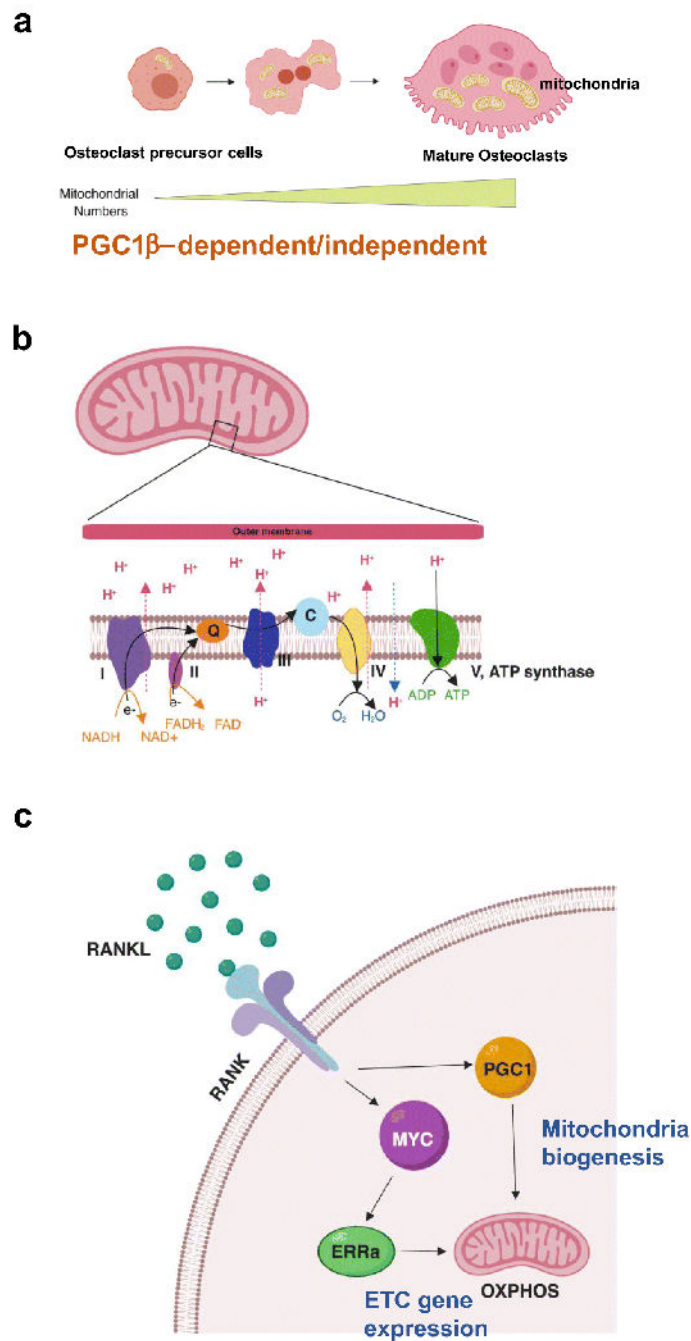 a
mitochondria
Osteoclast precursor cells
Mature Osteoclasts
Mitochondrial
Numbers
PGC1β–dependent/independent
b
Outer membrane
H⁺ H⁺ H⁺ H⁺ H⁺ H⁺ H⁺
H⁺ H⁺ H⁺ H⁺
Q
C
I
II
III
IV
V, ATP synthase
e-
e-
H⁺
H⁺
NADH
NAD+
FADH₂
FAD
O₂
H₂O
ADP
ATP
c
RANKL
RANK
PGC1
MYC
Mitochondria
biogenesis
ERRa
OXPHOS
ETC gene
expression